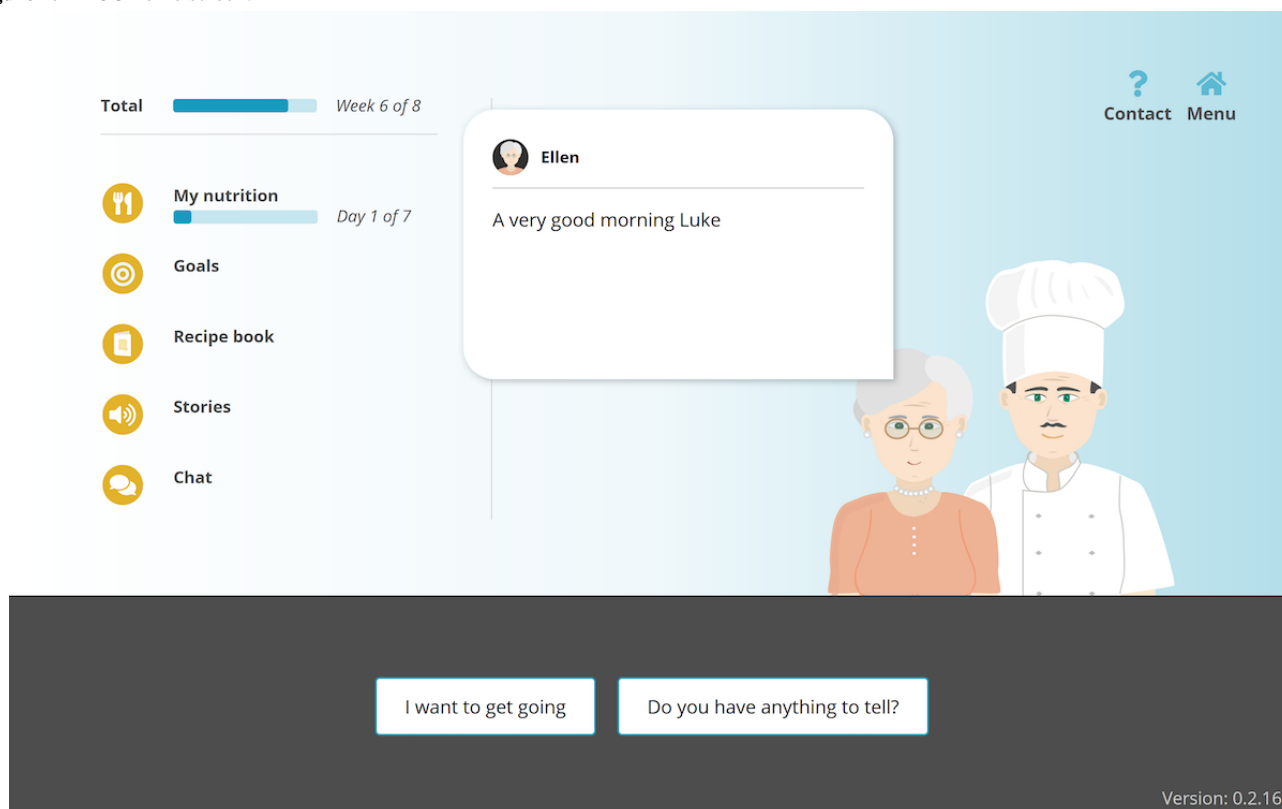 Total
Week 6 of 8
My nutrition
Day 1 of 7
Goals
Recipe book
Stories
Chat
Ellen
A very good morning Luke
Contact Menu
I want to get going
Do you have anything to tell?
Version: 0.2.16